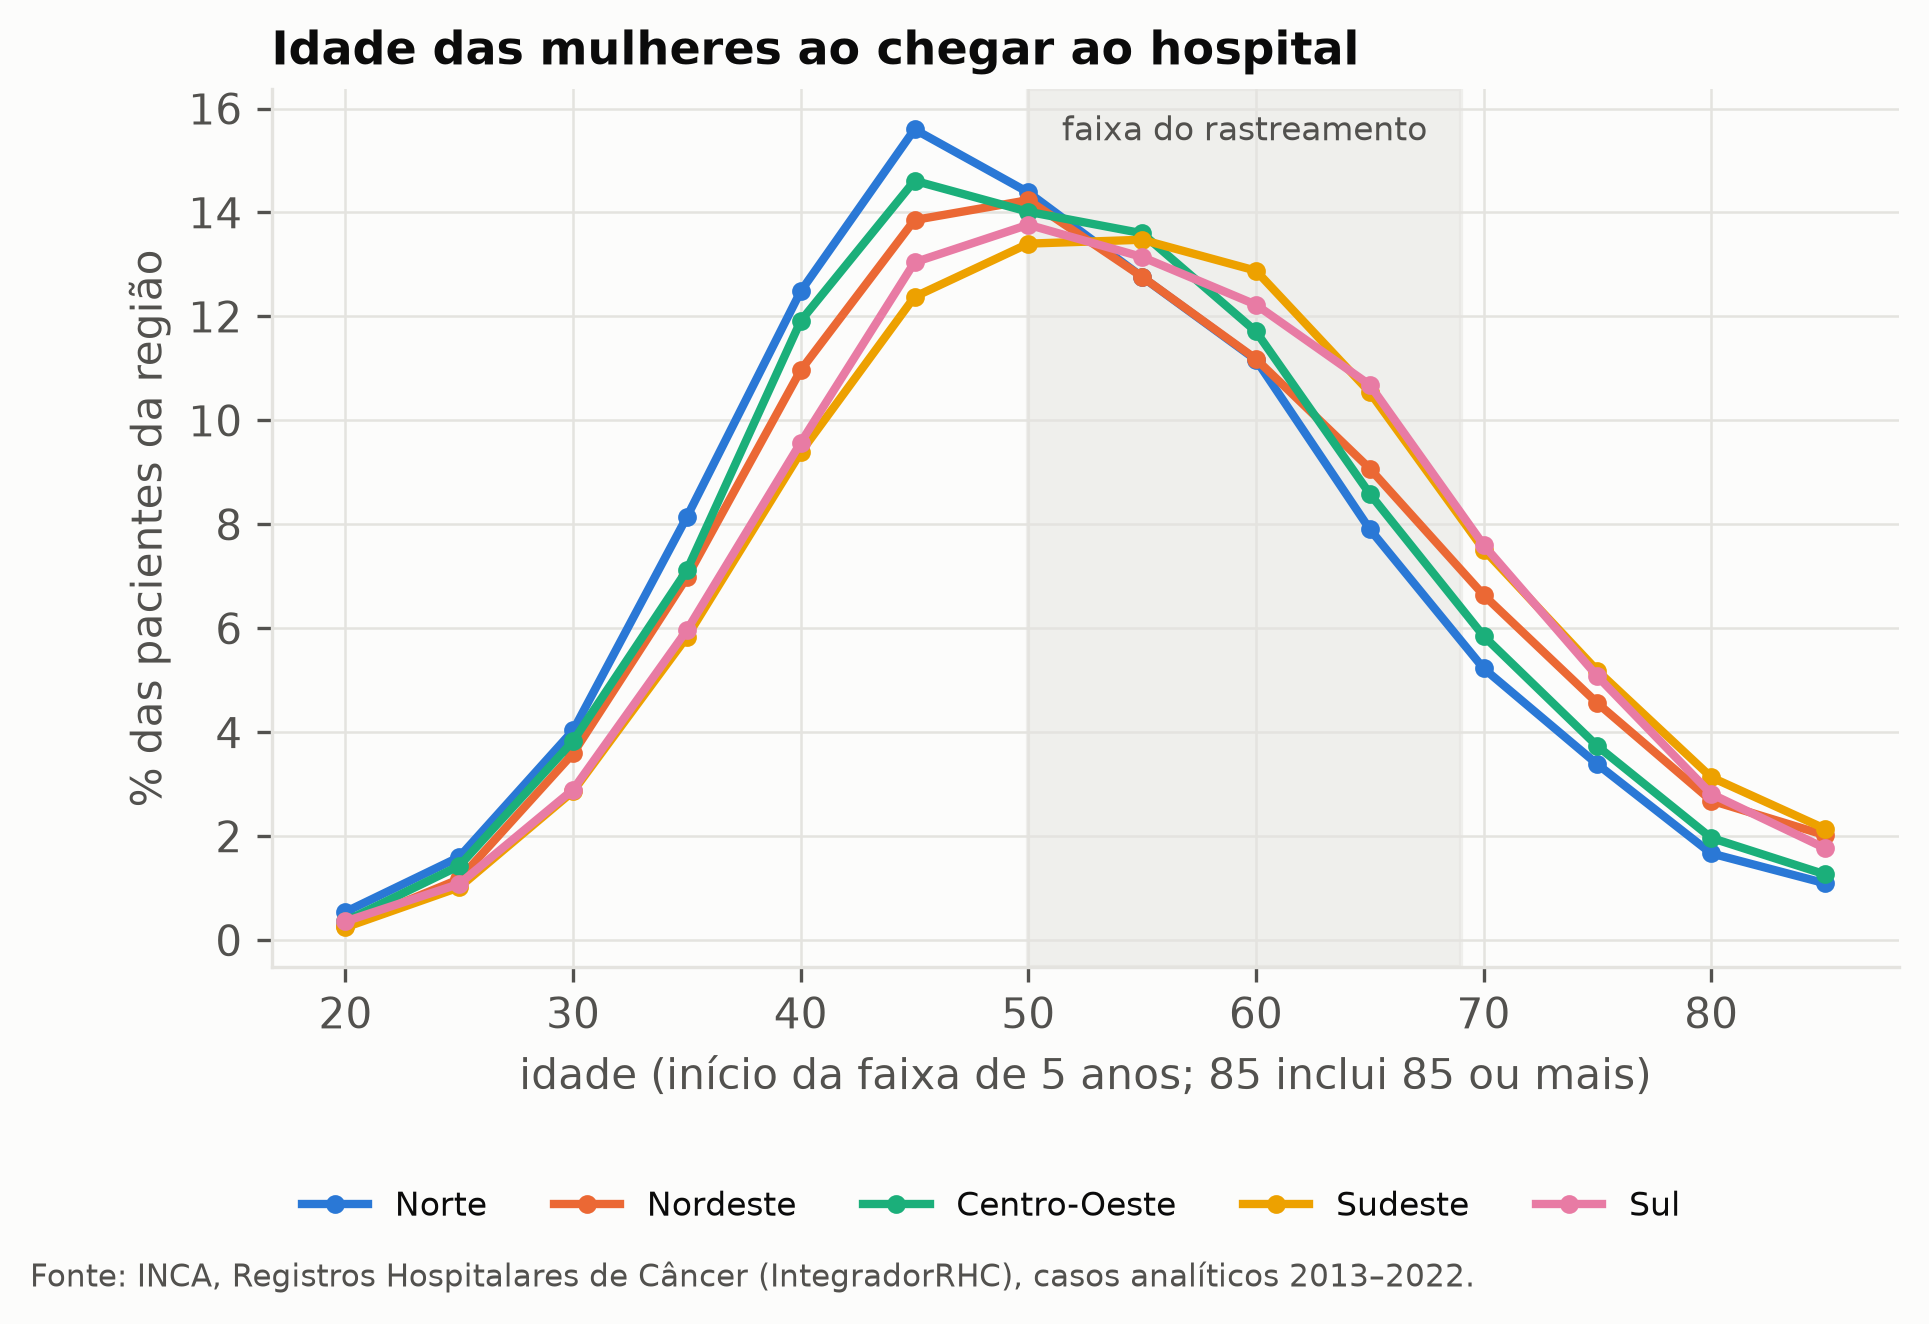 Idade das mulheres ao chegar ao hospital
% das pacientes da região
16
14
12
10
8
6
4
2
0
faixa do rastreamento
20 30 40 50 60 70 80
idade (início da faixa de 5 anos; 85 inclui 85 ou mais)
Norte Nordeste Centro-Oeste Sudeste Sul
Fonte: INCA, Registros Hospitalares de Câncer (IntegradorRHC), casos analíticos 2013–2022.